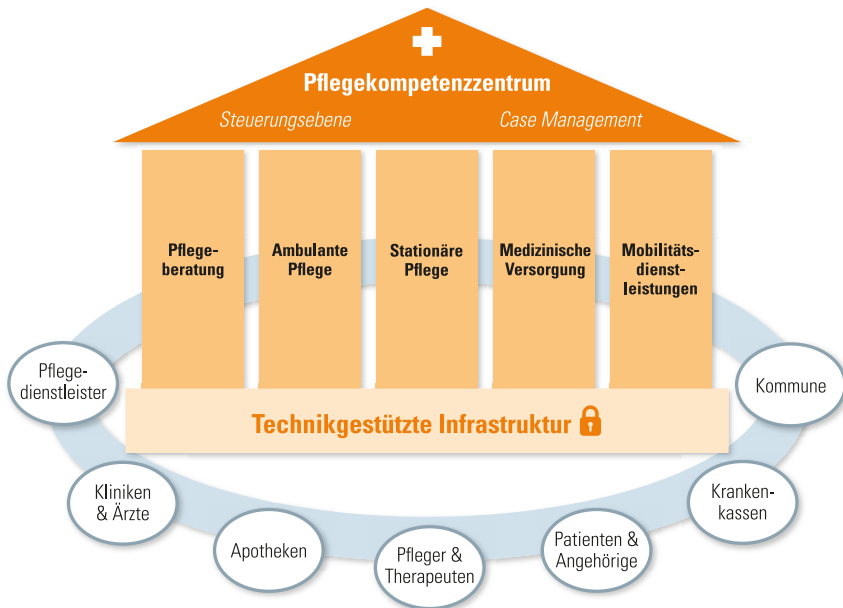 Pflegekompetenzzentrum
Steuerungsebene
Case Management
Pflege-
beratung
Ambulante
Pflege
Stationäre
Pflege
Medizinische
Versorgung
Mobilitäts-
dienst-
leistungen
Technikgestützte Infrastruktur
Pflege-
dienstleister
Kliniken
& Ärzte
Apotheken
Pfleger &
Therapeuten
Patienten &
Angehörige
Kranken-
kassen
Kommune